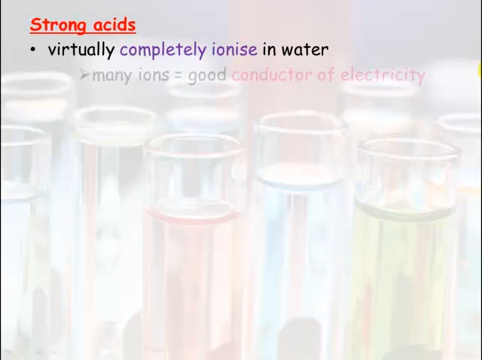 Strong acids
• virtually completely ionise in water
➢many ions = good conductor of electricity